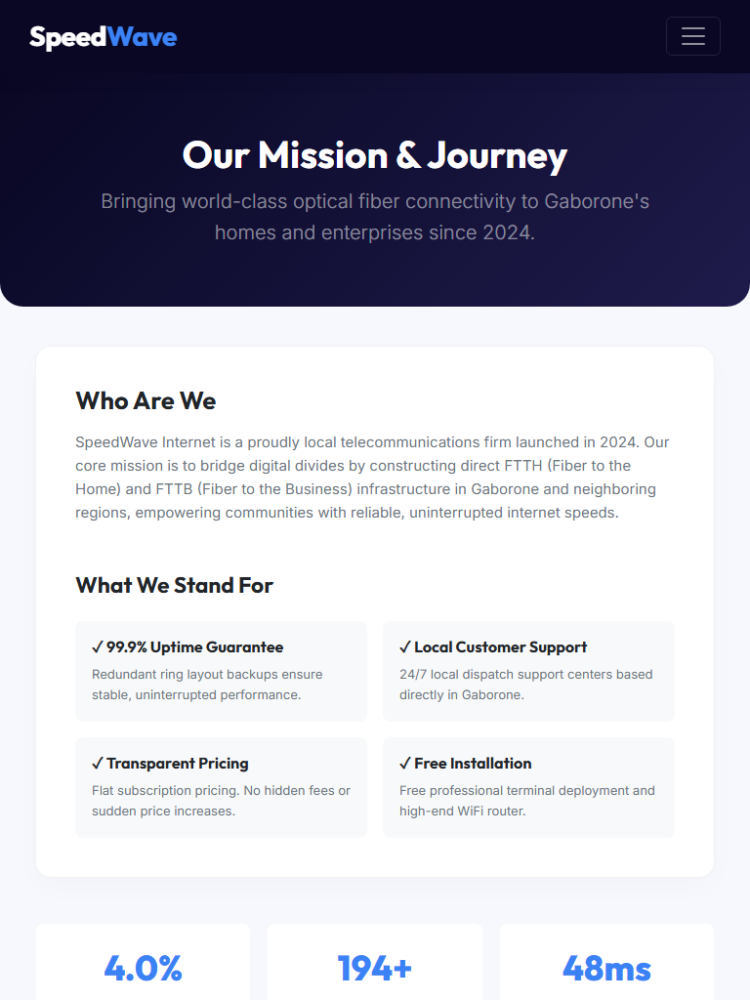 SpeedWave
Our Mission & Journey
Bringing world-class optical fiber connectivity to Gaborone's
homes and enterprises since 2024.
Who Are We
SpeedWave Internet is a proudly local telecommunications firm launched in 2024. Our
core mission is to bridge digital divides by constructing direct FTTH (Fiber to the
Home) and FTTB (Fiber to the Business) infrastructure in Gaborone and neighboring
regions, empowering communities with reliable, uninterrupted internet speeds.
What We Stand For
✓ 99.9% Uptime Guarantee
Redundant ring layout backups ensure
stable, uninterrupted performance.
✓ Local Customer Support
24/7 local dispatch support centers based
directly in Gaborone.
✓ Transparent Pricing
Flat subscription pricing. No hidden fees or
sudden price increases.
✓ Free Installation
Free professional terminal deployment and
high-end WiFi router.
4.0%
194+
48ms